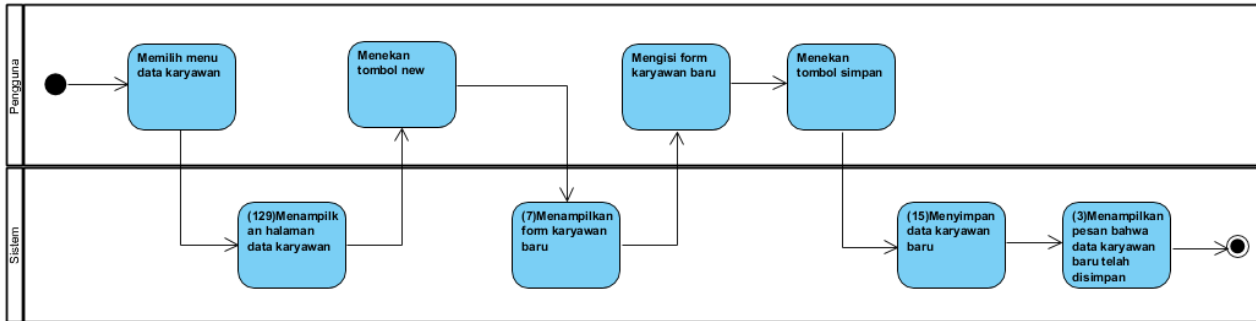 Pengguna
Memilih menu
data karyawan
Menekan
tombol new
Mengisi form
karyawan baru
Menekan
tombol simpan
Sistem
(129)Menampilk
an halaman
data karyawan
(7)Menampilkan
form karyawan
baru
(15)Menyimpan
data karyawan
baru
(3)Menampilkan
pesan bahwa
data karyawan
baru telah
disimpan